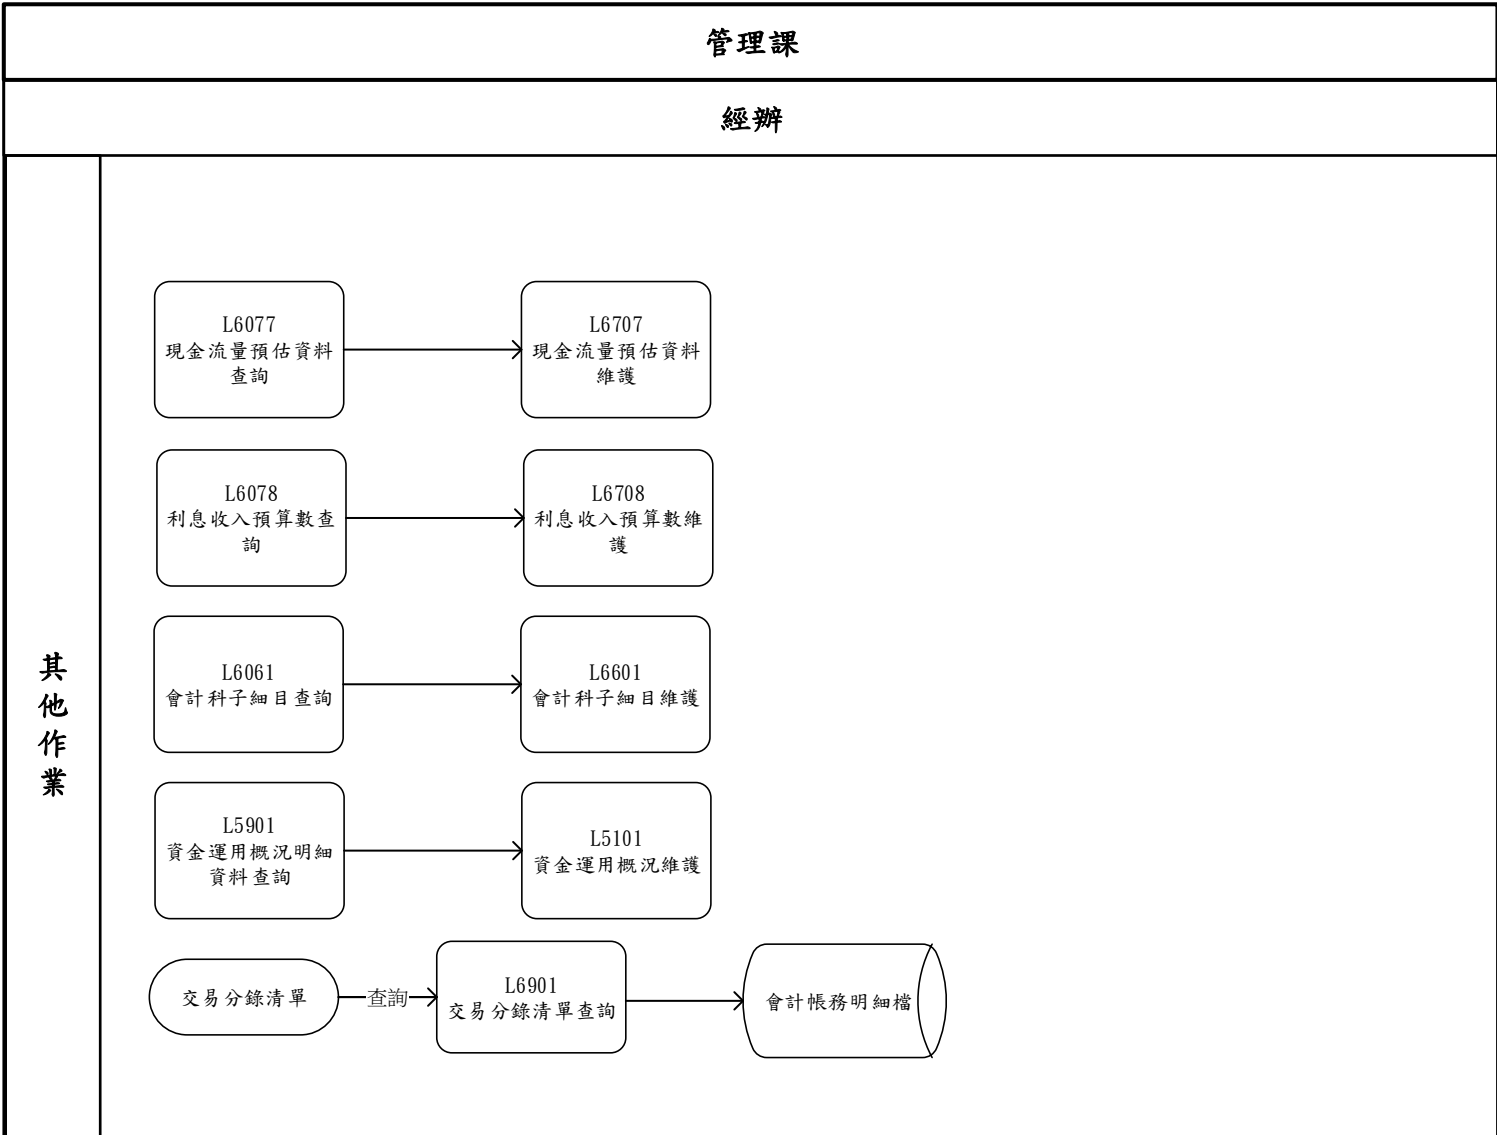 管理課
經辦
其
他
作
業
L6077
現金流量預估資料
查詢
L6707
現金流量預估資料
維護
L6078
利息收入預算數查
詢
L6708
利息收入預算數維
護
L6061
會計科子細目查詢
L6601
會計科子細目維護
L5901
資金運用概況明細
資料查詢
L5101
資金運用概況維護
交易分錄清單
查詢
L6901
交易分錄清單查詢
會計帳務明細檔